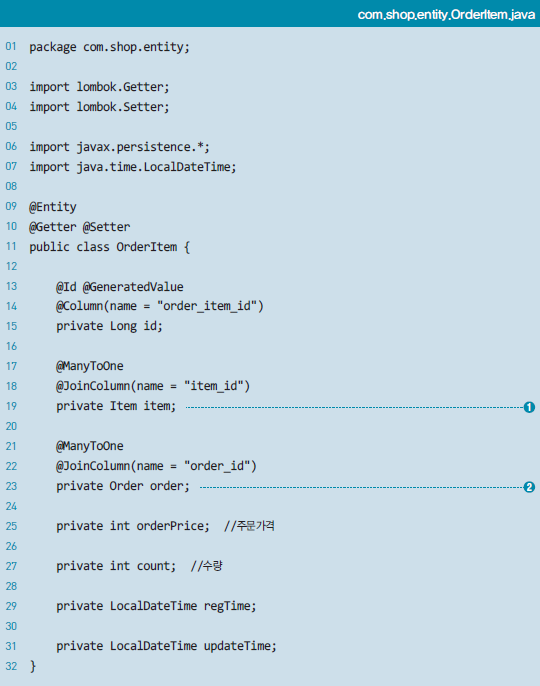 com.shop.entity.OrderItem.java
01 package com.shop.entity;
02
03 import lombok.Getter;
04 import lombok.Setter;
05
06 import javax.persistence.*;
07 import java.time.LocalDateTime;
08
09 @Entity
10 @Getter @Setter
11 public class OrderItem {
12
13     @Id @GeneratedValue
14     @Column(name = "order_item_id")
15     private Long id;
16
17     @ManyToOne
18     @JoinColumn(name = "item_id")
19     private Item item; ❶
20
21     @ManyToOne
22     @JoinColumn(name = "order_id")
23     private Order order; ❷
24
25     private int orderPrice;  //주문가격
26
27     private int count;  //수량
28
29     private LocalDateTime regTime;
30
31     private LocalDateTime updateTime;
32 }